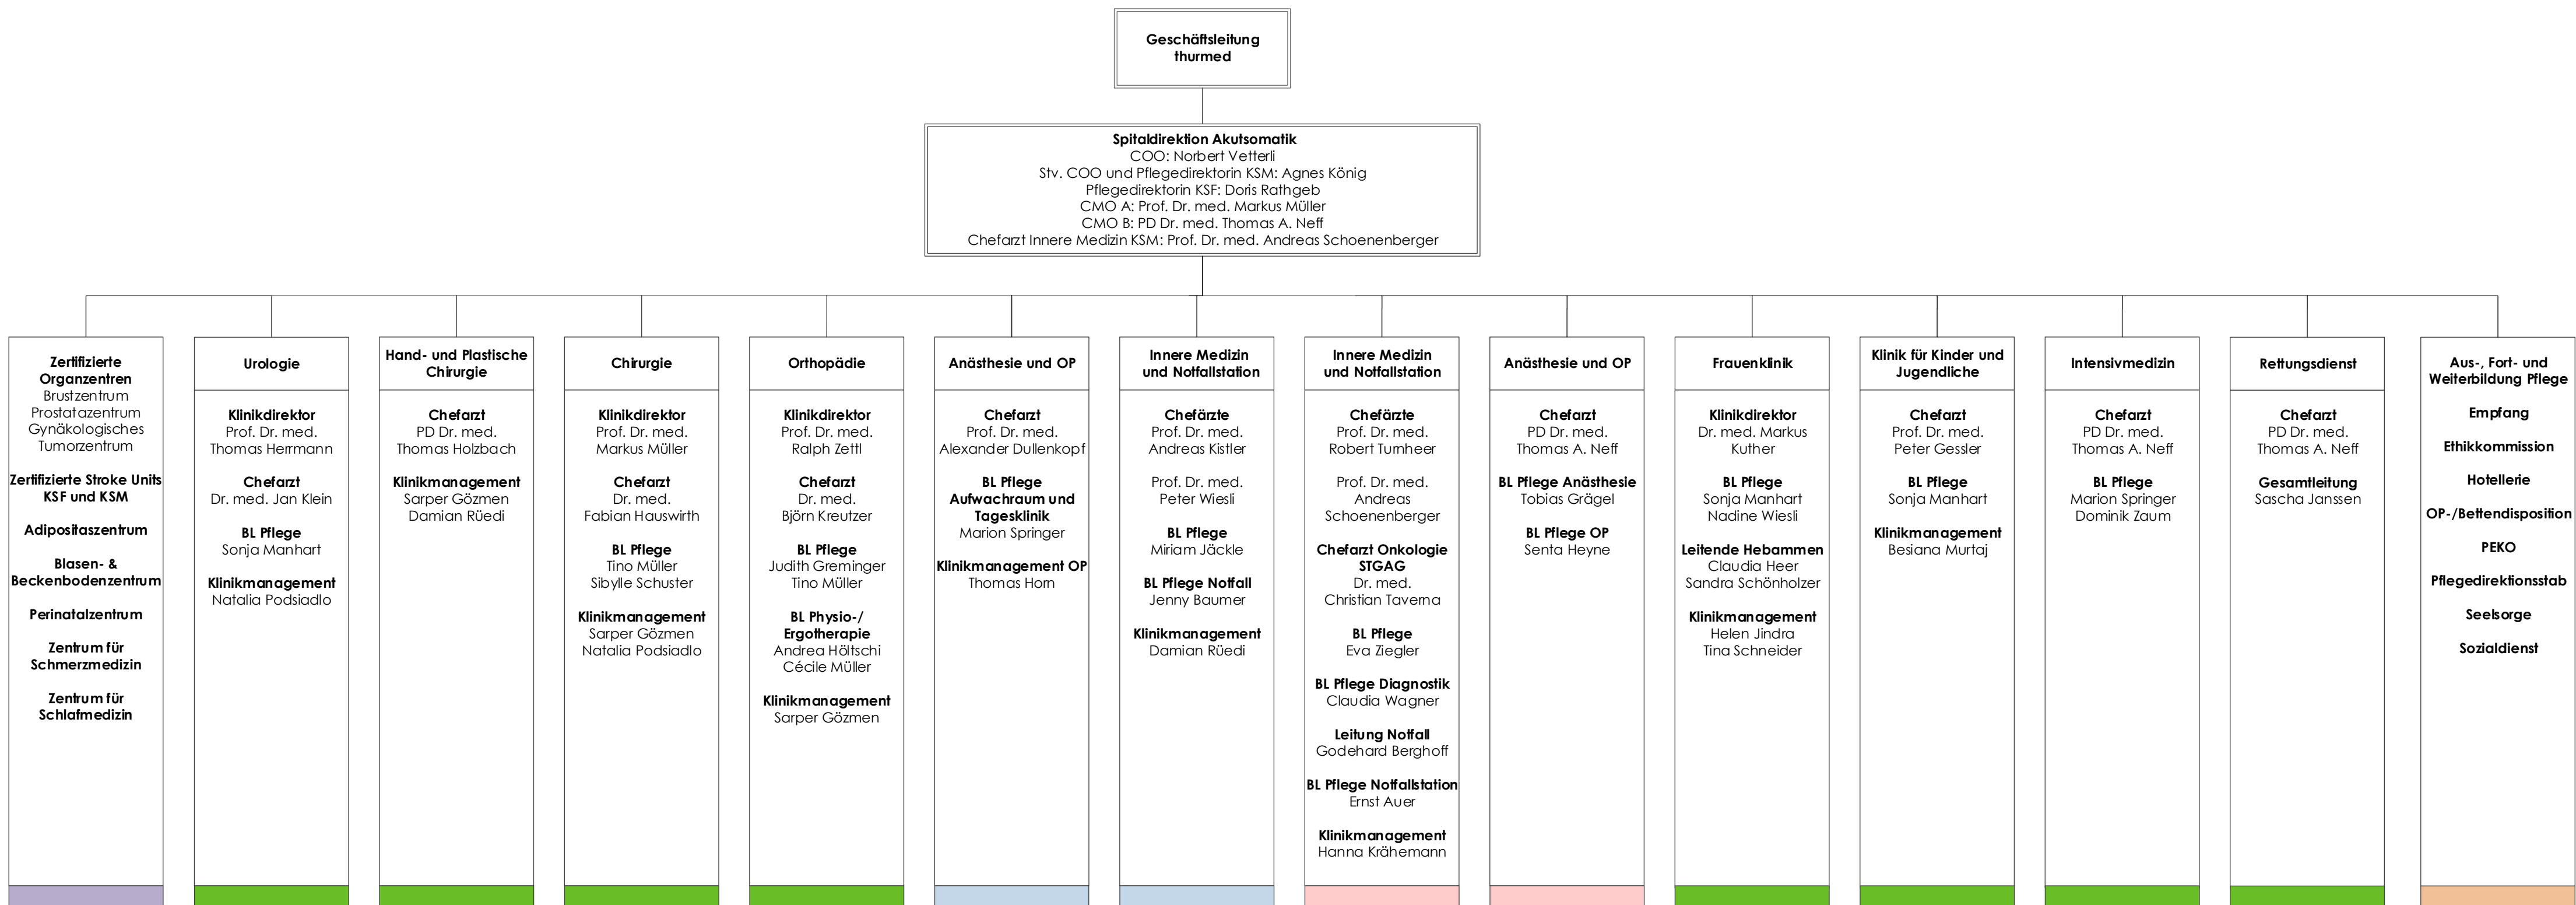 Geschäftsleitung
thurmed
Spitaldirektion Akutsomatik
COO: Norbert Vetterli
Stv. COO und Pflegedirektorin KSM: Agnes König
Pflegedirektorin KSF: Doris Rathgeb
CMO A: Prof. Dr. med. Markus Müller
CMO B: PD Dr. med. Thomas A. Neff
Chefarzt Innere Medizin KSM: Prof. Dr. med. Andreas Schoenenberger
Zertifizierte
Organzentren
Brustzentrum
Prostatazentrum
Gynäkologisches
Tumorzentrum
Zertifizierte Stroke Units
KSF und KSM
Adipositaszentrum
Blasen- &
Beckenbodenzentrum
Perinatalzentrum
Zentrum für
Schmerzmedizin
Zentrum für
Schlafmedizin
Urologie
Klinikdirektor
Prof. Dr. med.
Thomas Herrmann
Chefarzt
Dr. med. Jan Klein
BL Pflege
Sonja Manhart
Klinikmanagement
Natalia Podsiadlo
Hand- und Plastische
Chirurgie
Chefarzt
PD Dr. med.
Thomas Holzbach
Klinikmanagement
Sarper Gözmen
Damian Rüedi
Chirurgie
Klinikdirektor
Prof. Dr. med.
Markus Müller
Chefarzt
Dr. med.
Fabian Hauswirth
BL Pflege
Tino Müller
Sibylle Schuster
Klinikmanagement
Sarper Gözmen
Natalia Podsiadlo
Orthopädie
Klinikdirektor
Prof. Dr. med.
Ralph Zettl
Chefarzt
Dr. med.
Björn Kreutzer
BL Pflege
Judith Greminger
Tino Müller
BL Physio-/
Ergotherapie
Andrea Höltschi
Cécile Müller
Klinikmanagement
Sarper Gözmen
Anästhesie und OP
Chefarzt
Prof. Dr. med.
Alexander Dullenkopf
BL Pflege
Aufwachraum und
Tagesklinik
Marion Springer
Klinikmanagement OP
Thomas Horn
Innere Medizin
und Notfallstation
Chefärzte
Prof. Dr. med.
Andreas Kistler
Prof. Dr. med.
Peter Wiesli
BL Pflege
Miriam Jäckle
BL Pflege Notfall
Jenny Baumer
Klinikmanagement
Damian Rüedi
Innere Medizin
und Notfallstation
Chefärzte
Prof. Dr. med.
Robert Turnheer
Prof. Dr. med.
Andreas
Schoenenberger
Chefarzt Onkologie
STGAG
Dr. med.
Christian Taverna
BL Pflege
Eva Ziegler
BL Pflege Diagnostik
Claudia Wagner
Leitung Notfall
Godehard Berghoff
BL Pflege Notfallstation
Ernst Auer
Klinikmanagement
Hanna Krähemann
Anästhesie und OP
Chefarzt
PD Dr. med.
Thomas A. Neff
BL Pflege Anästhesie
Tobias Grägel
BL Pflege OP
Senta Heyne
Frauenklinik
Klinikdirektor
Dr. med. Markus
Kuther
BL Pflege
Sonja Manhart
Nadine Wiesli
Leitende Hebammen
Claudia Heer
Sandra Schönholzer
Klinikmanagement
Helen Jindra
Tina Schneider
Klinik für Kinder und
Jugendliche
Chefarzt
Prof. Dr. med.
Peter Gessler
BL Pflege
Sonja Manhart
Klinikmanagement
Besiana Murtaj
Intensivmedizin
Chefarzt
PD Dr. med.
Thomas A. Neff
BL Pflege
Marion Springer
Dominik Zaum
Rettungsdienst
Chefarzt
PD Dr. med.
Thomas A. Neff
Gesamtleitung
Sascha Janssen
Aus-, Fort- und
Weiterbildung Pflege
Empfang
Ethikkommission
Hotellerie
OP-/Bettendisposition
PEKO
Pflegedirektionsstab
Seelsorge
Sozialdienst